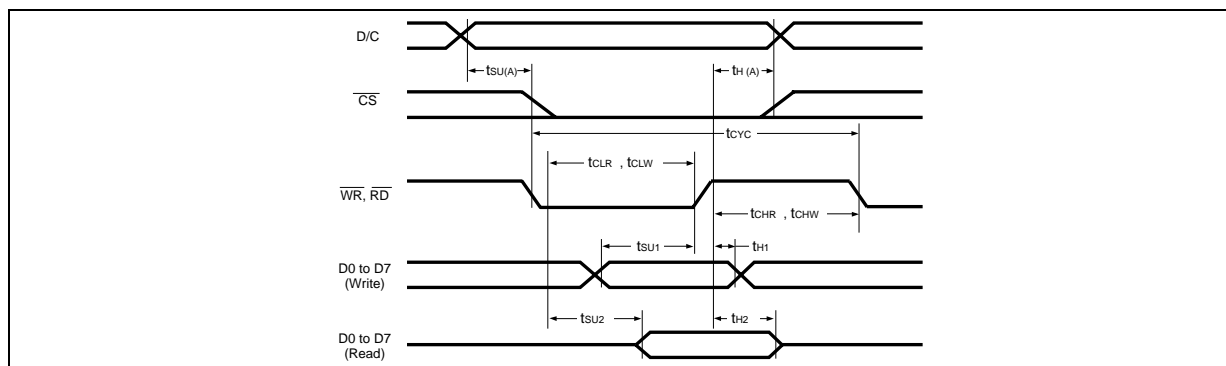 D/C
tSU(A)
tH (A)
CS
tCYC
tCLR , tCLW
WR, RD
tCHR , tCHW
tSU1
tH1
D0 to D7
(Write)
tSU2
tH2
D0 to D7
(Read)